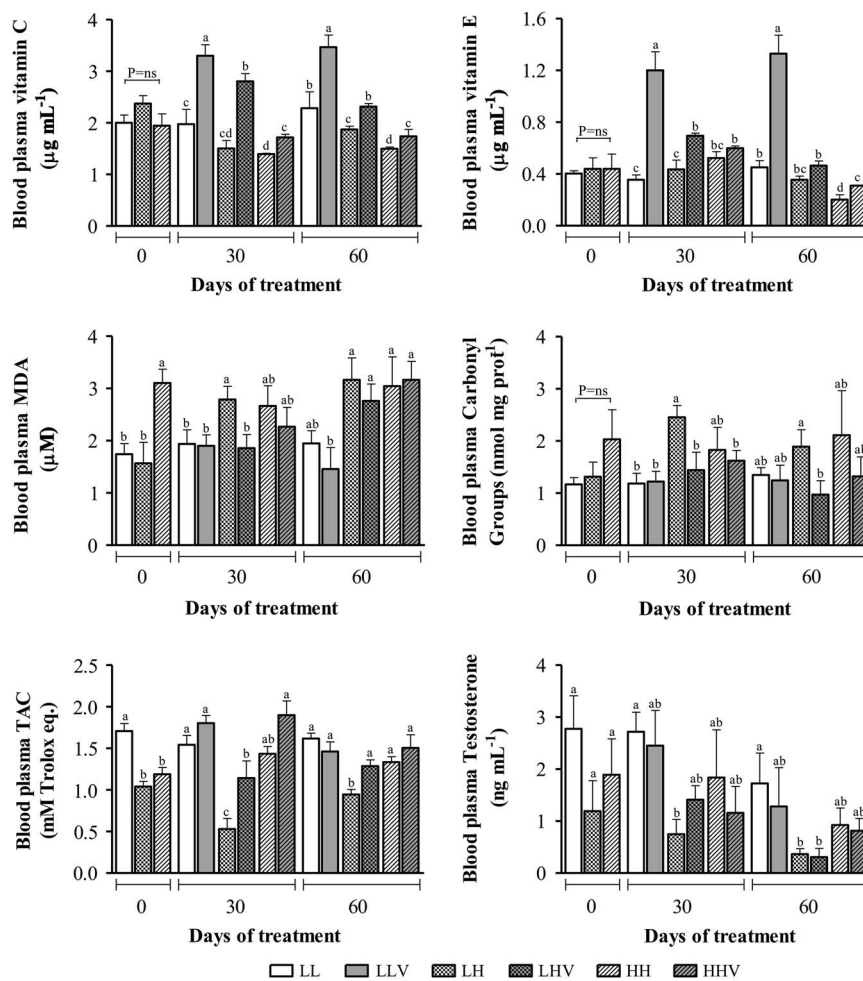 Blood plasma vitamin C
(µg mL-1)
4
3
2
1
0
P=ns
c
a
cd
b
d
c
b
a
c
b
d
c
0
30
60
Days of treatment
Blood plasma vitamin E
(µg mL-1)
1.6
1.2
0.8
0.4
0.0
P=ns
c
a
c
b
bc
b
b
a
bc
b
d
c
0
30
60
Days of treatment
Blood plasma MDA
(µM)
4
3
2
1
0
b
b
a
b
b
a
b
ab
ab
ab
b
a
a
a
a
0
30
60
Days of treatment
Blood plasma Carbonyl
Groups (nmol mg prot1)
4
3
2
1
0
P=ns
b
b
a
b
ab
b
ab
ab
a
b
ab
ab
0
30
60
Days of treatment
Blood plasma TAC
(mM Trolox eq.)
2.5
2.0
1.5
1.0
0.5
0.0
a
b
b
a
a
c
b
ab
a
a
a
b
a
a
a
0
30
60
Days of treatment
Blood plasma Testosterone
(ng mL-1)
4
3
2
1
0
a
a
a
a
ab
b
ab
ab
ab
a
ab
b
b
ab
ab
0
30
60
Days of treatment
LL LLV LH LHV HH HHV